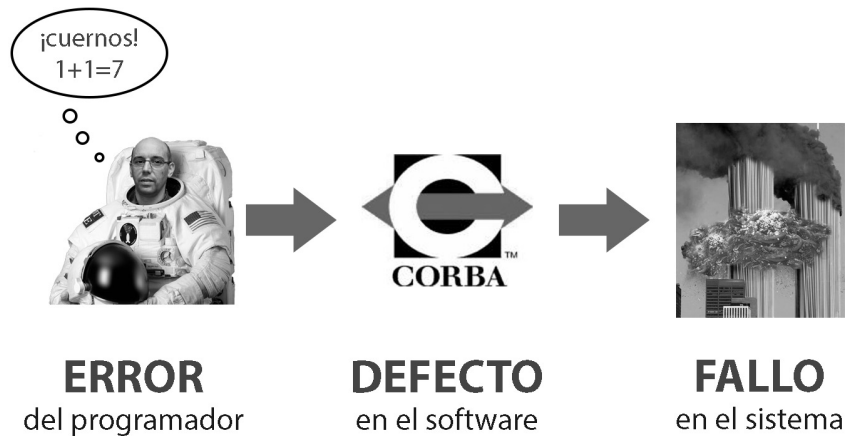 ¡cuernos!
1+1=7
CORBA
TM
ERROR
del programador
DEFECTO
en el software
FALLO
en el sistema